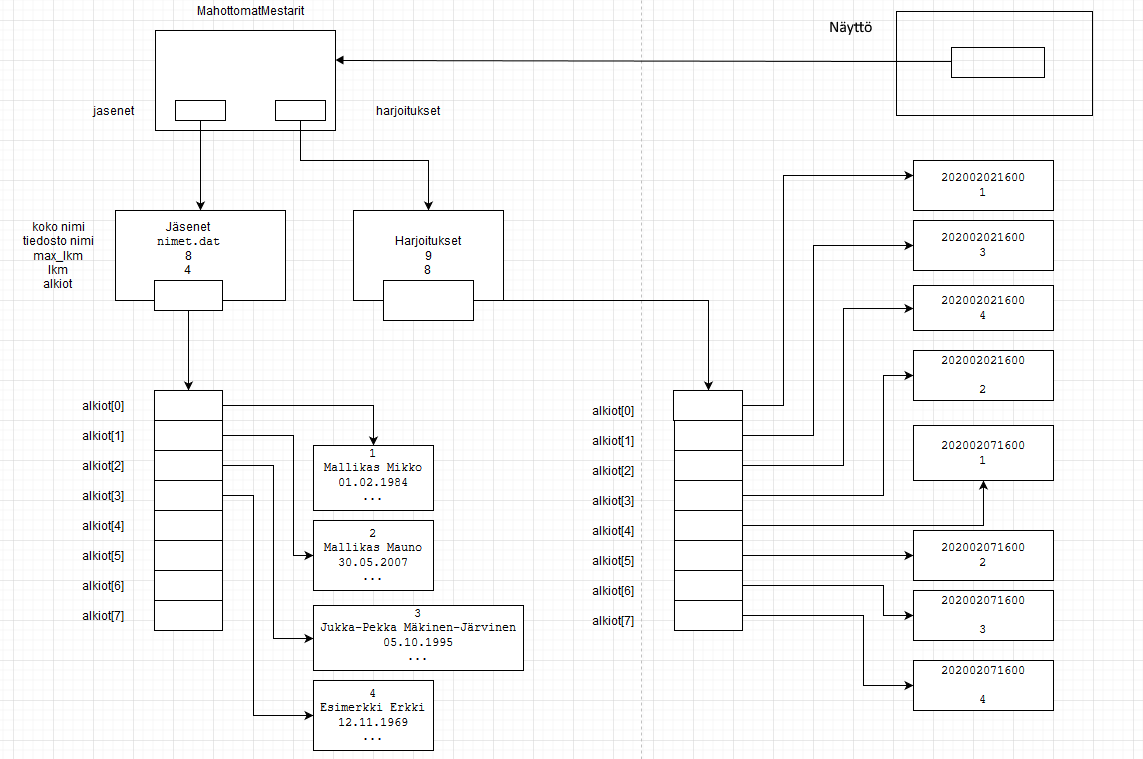 MahottomatMestarit
Näyttö
jasenet
harjoitukset
koko nimi
tiedosto nimi
max_lkm
lkm
alkiot
Jäsenet
nimet.dat
8
4
Harjoitukset
9
8
alkiot[0]
alkiot[1]
alkiot[2]
alkiot[3]
alkiot[4]
alkiot[5]
alkiot[6]
alkiot[7]
1
Mallikas Mikko
01.02.1984
...
2
Mallikas Mauno
30.05.2007
...
3
Jukka-Pekka Mäkinen-Järvinen
05.10.1995
...
4
Esimerkki Erkki
12.11.1969
...
alkiot[0]
alkiot[1]
alkiot[2]
alkiot[3]
alkiot[4]
alkiot[5]
alkiot[6]
alkiot[7]
202002021600
1
202002021600
3
202002021600
4
202002021600
2
202002071600
1
202002071600
2
202002071600
3
202002071600
4